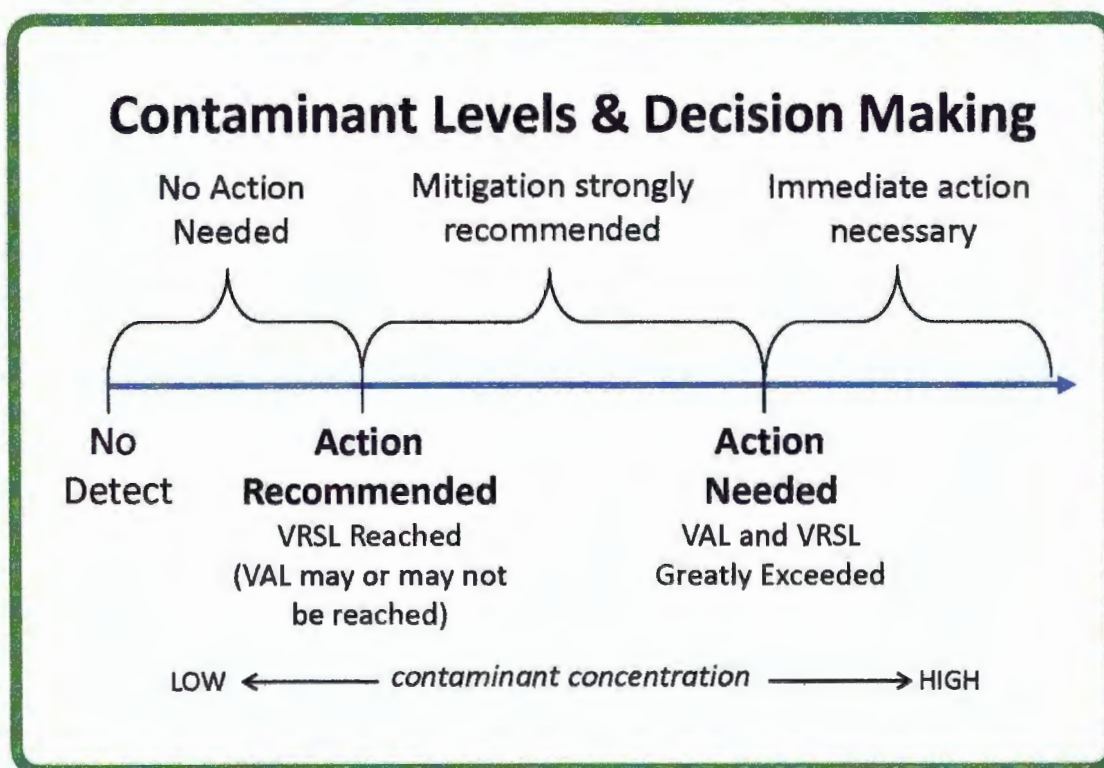 Contaminant Levels & Decision Making
No Action
Needed
Mitigation strongly
recommended
Immediate action
necessary
No
Detect
Action
Recommended
VRSL Reached
(VAL may or may not
be reached)
Action
Needed
VAL and VRSL
Greatly Exceeded
LOW contaminant concentration HIGH